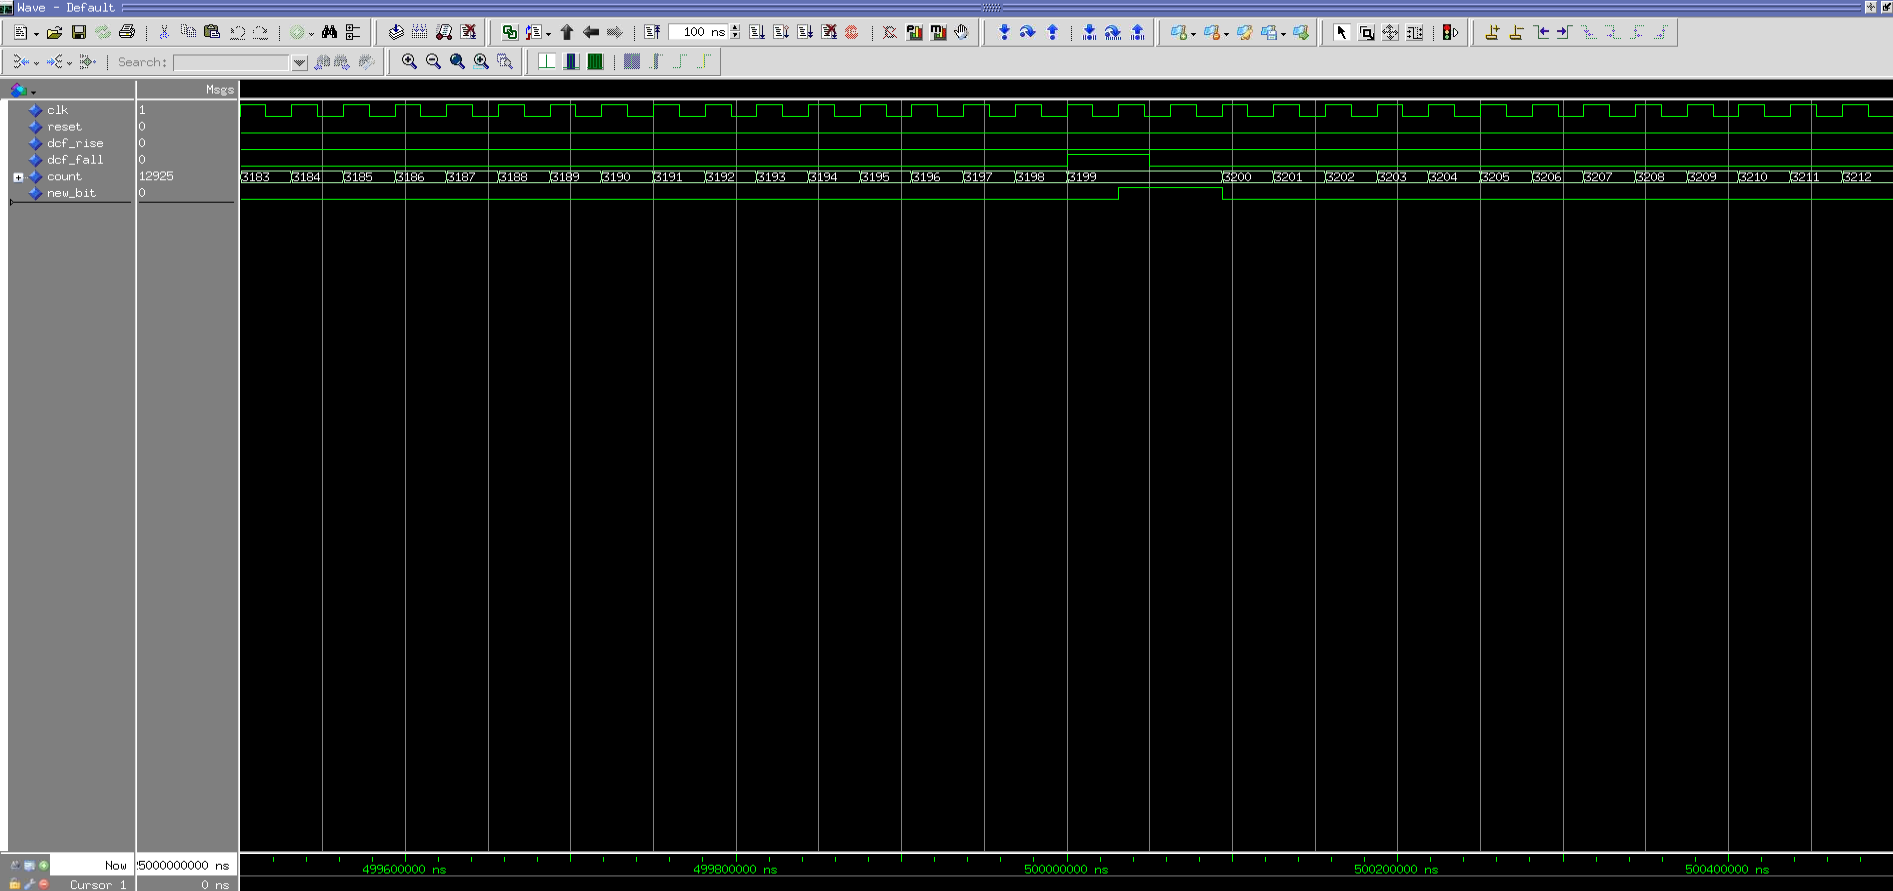 Wave - Default
100 ns
Search:
Msgs
clk 1
reset 0
dcf_rise 0
dcf_fall 0
count 12925 3183 3184 3185 3186 3187 3188 3189 3190 3191 3192 3193 3194 3195 3196 3197 3198 3199 3200 3201 3202 3203 3204 3205 3206 3207 3208 3209 3210 3211 3212
new_bit 0
Now 5000000000 ns 499600000 ns 499800000 ns 500000000 ns 500200000 ns 500400000 ns
Cursor 1 0 ns